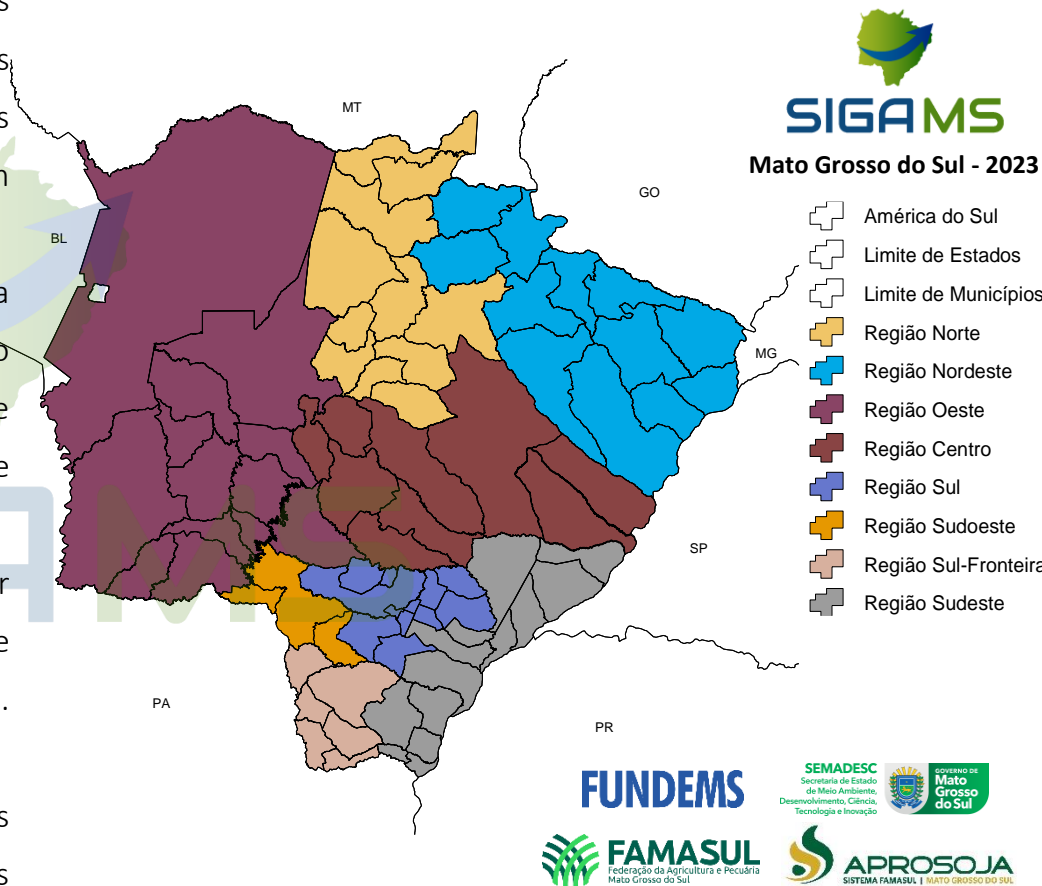 s
s
s
n
a
o
e
e
r
e
.
s
s
MT
GO
BL
MG
SP
PA
PR
SIGAMS
Mato Grosso do Sul - 2023
América do Sul
Limite de Estados
Limite de Municípios
Região Norte
Região Nordeste
Região Oeste
Região Centro
Região Sul
Região Sudoeste
Região Sul-Fronteira
Região Sudeste
A MS
FUNDEMS
SEMADESC
Secretaria de Estado
de Meio Ambiente,
Desenvolvimento, Ciência,
Tecnologia e Inovação
GOVERNO DE
Mato
Grosso
do Sul
FAMASUL
Federação da Agricultura e Pecuária
Mato Grosso do Sul
APROSOJA
SISTEMA FAMASUL | MATO GROSSO DO SUL